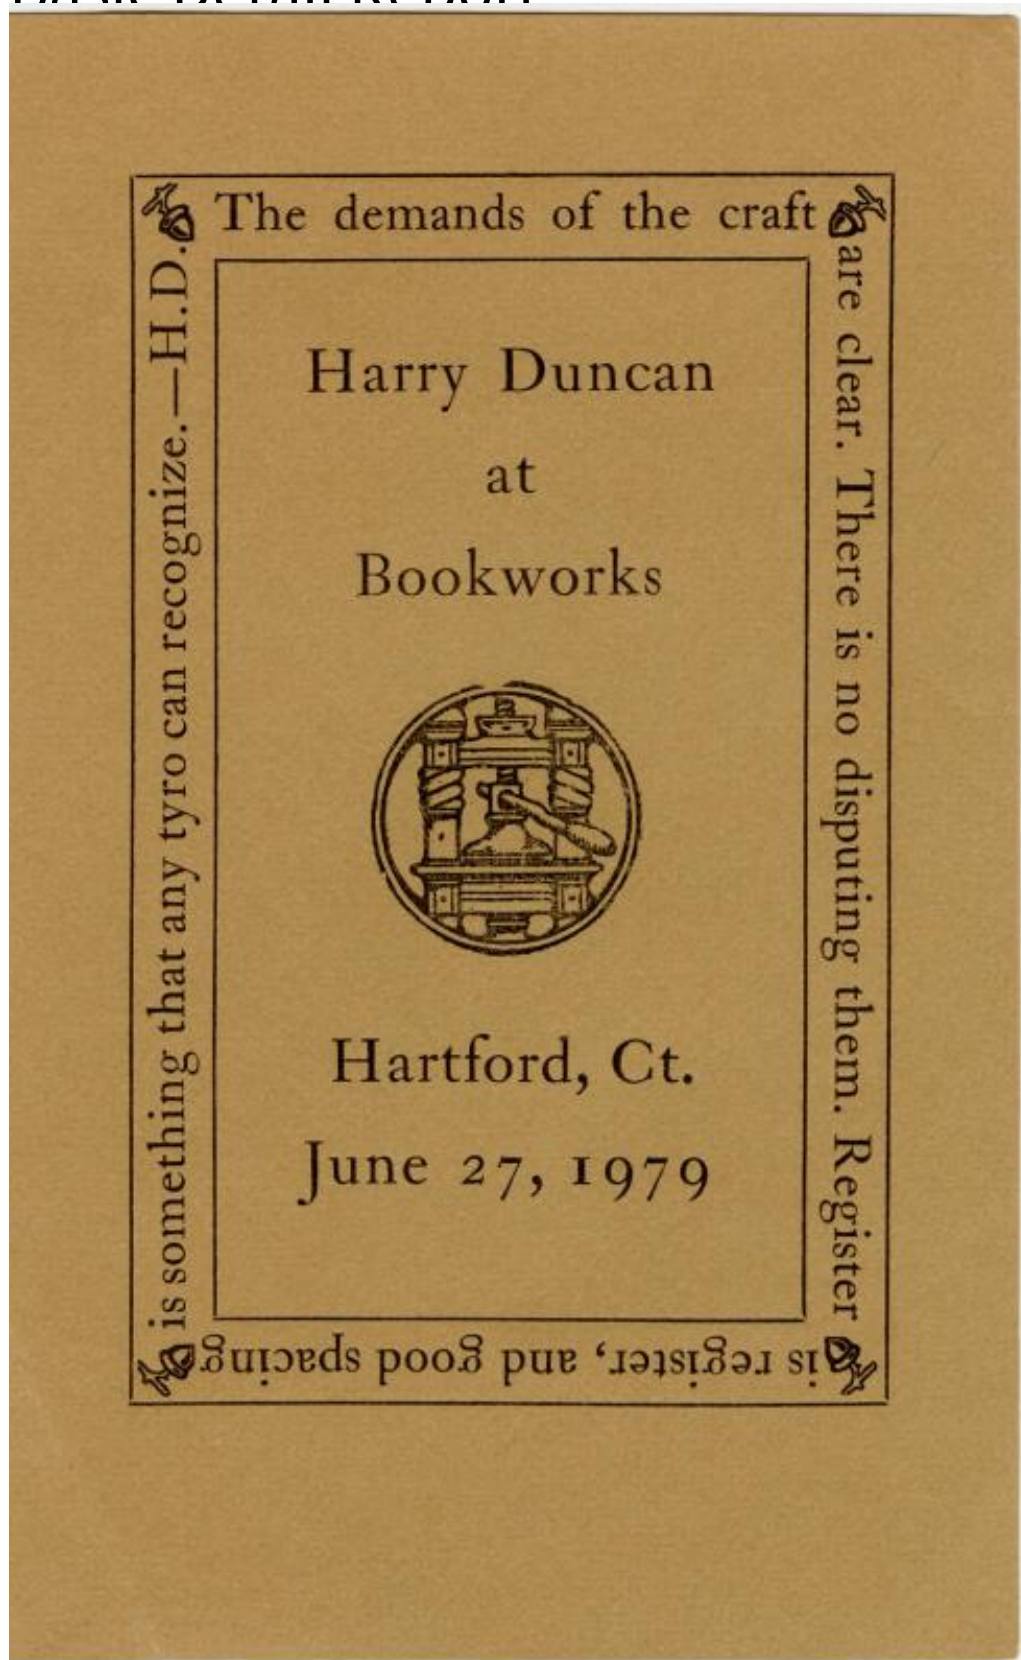 The demands of the craft
are clear. There is no disputing them. Register
is register, and good spacing
is something that any tyro can recognize.—H.D.
Harry Duncan
at
Bookworks
Hartford, Ct.
June 27, 1979